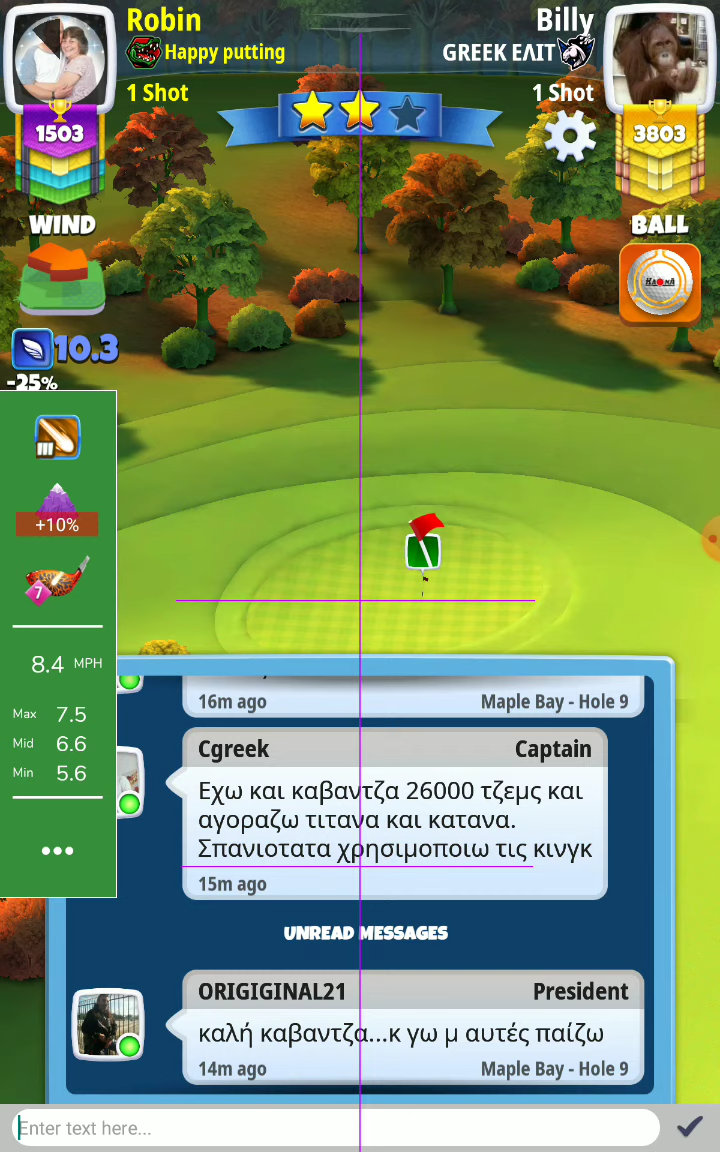 Robin
Happy putting
1 Shot
1503
WIND
10.3
-25%
Billy
GREEK ΕΛΙΤ
1 Shot
3803
BALL
KATANA
III
+10%
7
8.4 MPH
Max 7.5
Mid 6.6
Min 5.6
16m ago
Maple Bay - Hole 9
Cgreek
Captain
Εχω και καβαντζα 26000 τζεμς και
αγοραζω τιτανα και κατανα.
Σπανιοτατα χρησιμοποιω τις κινγκ
15m ago
UNREAD MESSAGES
ORIGIGINAL21
President
καλή καβαντζα...κ γω μ αυτές παίζω
14m ago
Maple Bay - Hole 9
Enter text here...